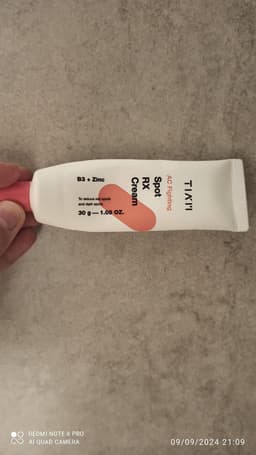 TIA'M
AC Fighting
Spot
RX
Cream
B3 + Zinc
To reduce red spots
and dark spots
30 g — 1.05 OZ.
REDMI NOTE 8 PRO
AI QUAD CAMERA
09/09/2024 21:09